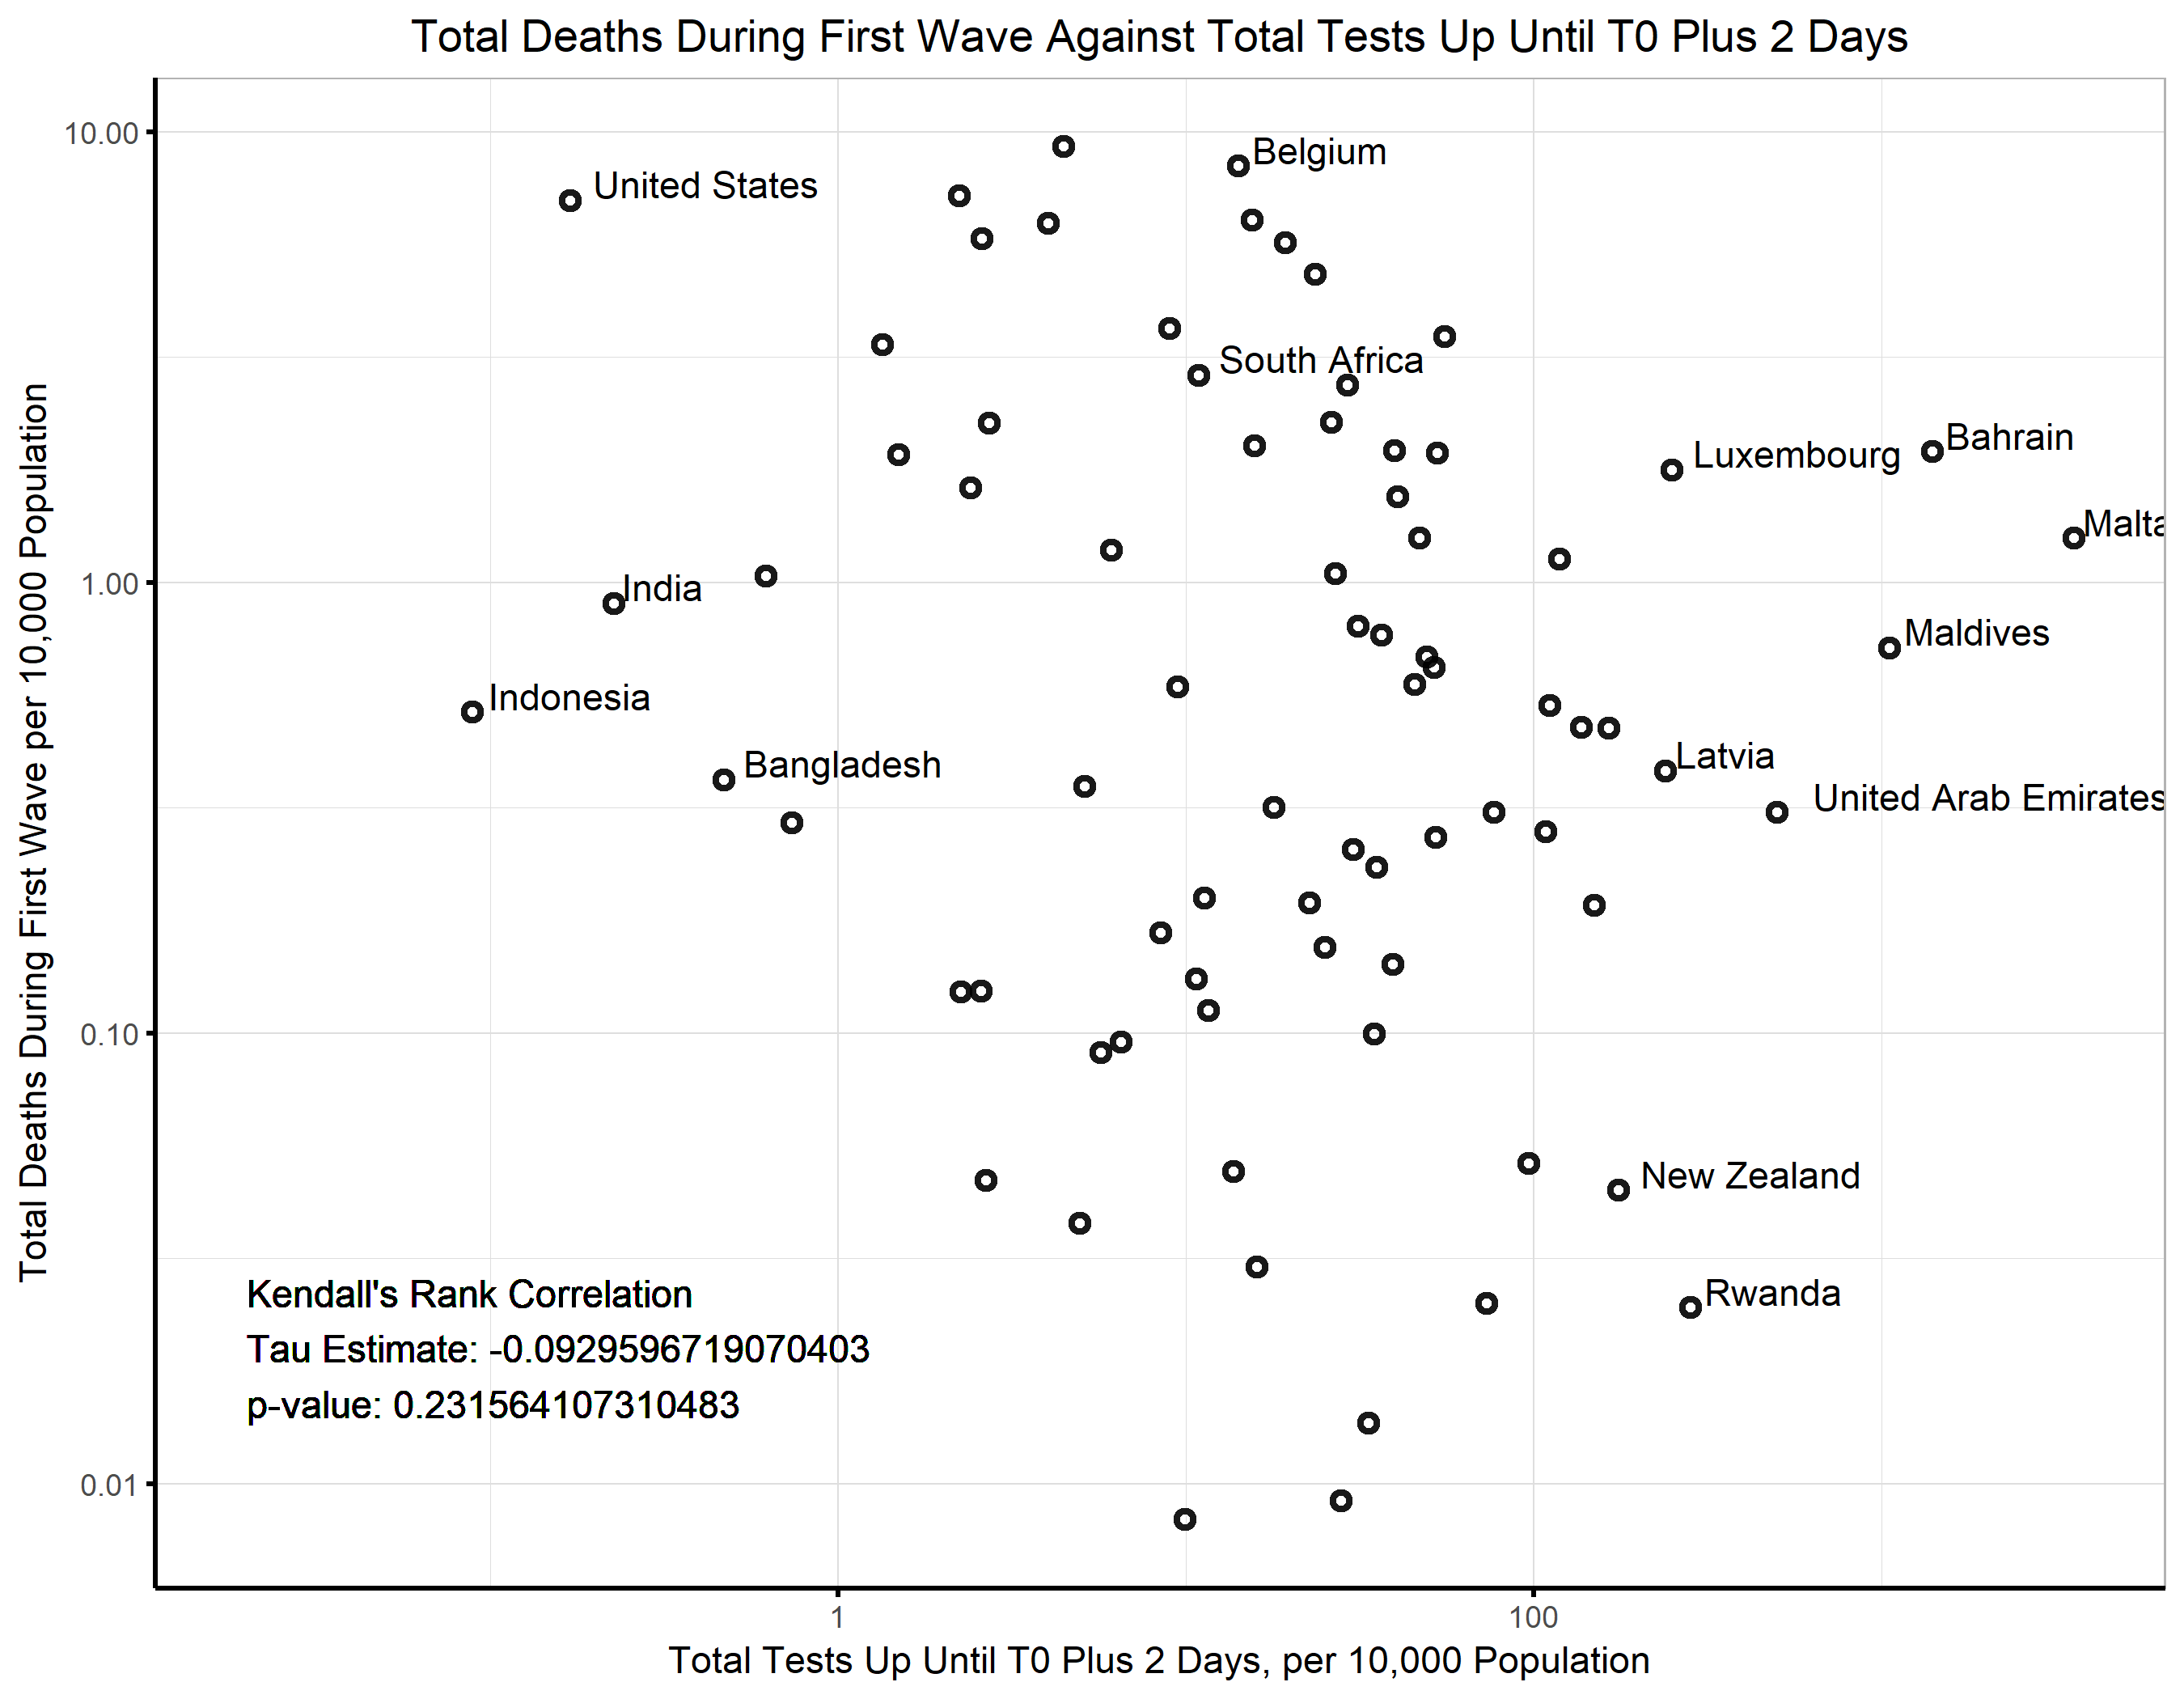 Total Deaths During First Wave Against Total Tests Up Until T0 Plus 2 Days
10.00
1.00
0.10
0.01
Total Deaths During First Wave per 10,000 Population
United States
Belgium
South Africa
Bahrain
Luxembourg
Malta
India
Maldives
Indonesia
Latvia
Bangladesh
United Arab Emirates
New Zealand
Rwanda
Kendall's Rank Correlation
Tau Estimate: -0.0929596719070403
p-value: 0.231564107310483
1
100
Total Tests Up Until T0 Plus 2 Days, per 10,000 Population